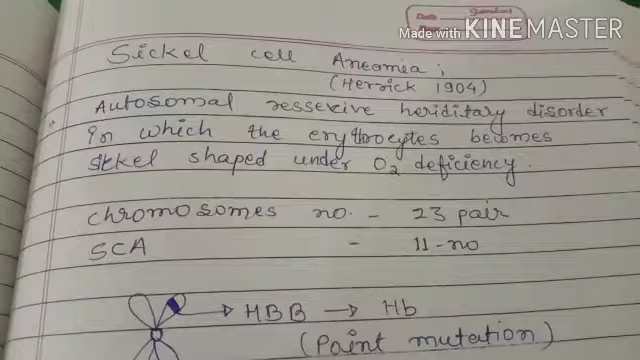 Made with KINEMASTER
Sickel cell Aneamia;
(Herrick 1904)
Autosomal ressexive heriditary disorder
In which the erythrocytes becomes
sickel shaped under O2 deficiency.
chromosomes no. - 23 pair
SCA - 11-no
HBB → Hb
(Point mutation)